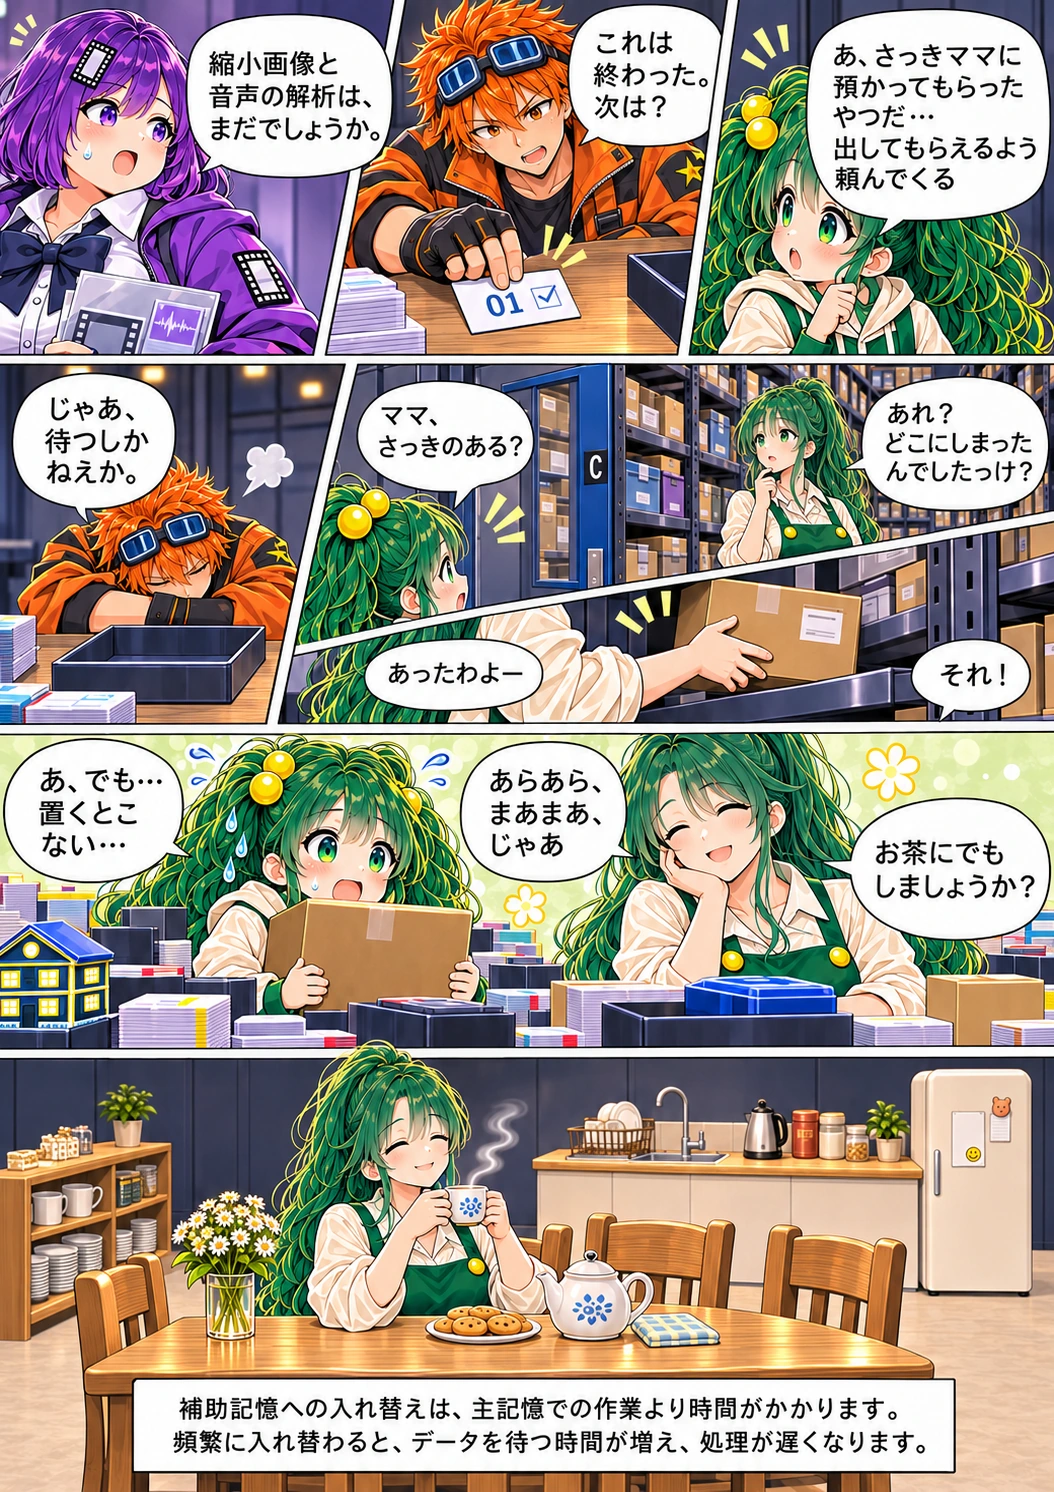 縮小画像と
音声の解析は、
まだでしょうか。
これは
終わった。
次は？
01
あ、さっきママに
預かってもらった
やつだ…
出してもらえるよう
頼んでくる
じゃあ、
待つしか
ねえか。
ママ、
さっきのある？
C
あれ？
どこにしまった
んでしたっけ？
あったわよー
それ！
あ、でも…
置くとこ
ない…
あらあら、
まあまあ、
じゃあ
お茶にでも
しましょうか？
補助記憶への入れ替えは、主記憶での作業より時間がかかります。
頻繁に入れ替わると、データを待つ時間が増え、処理が遅くなります。